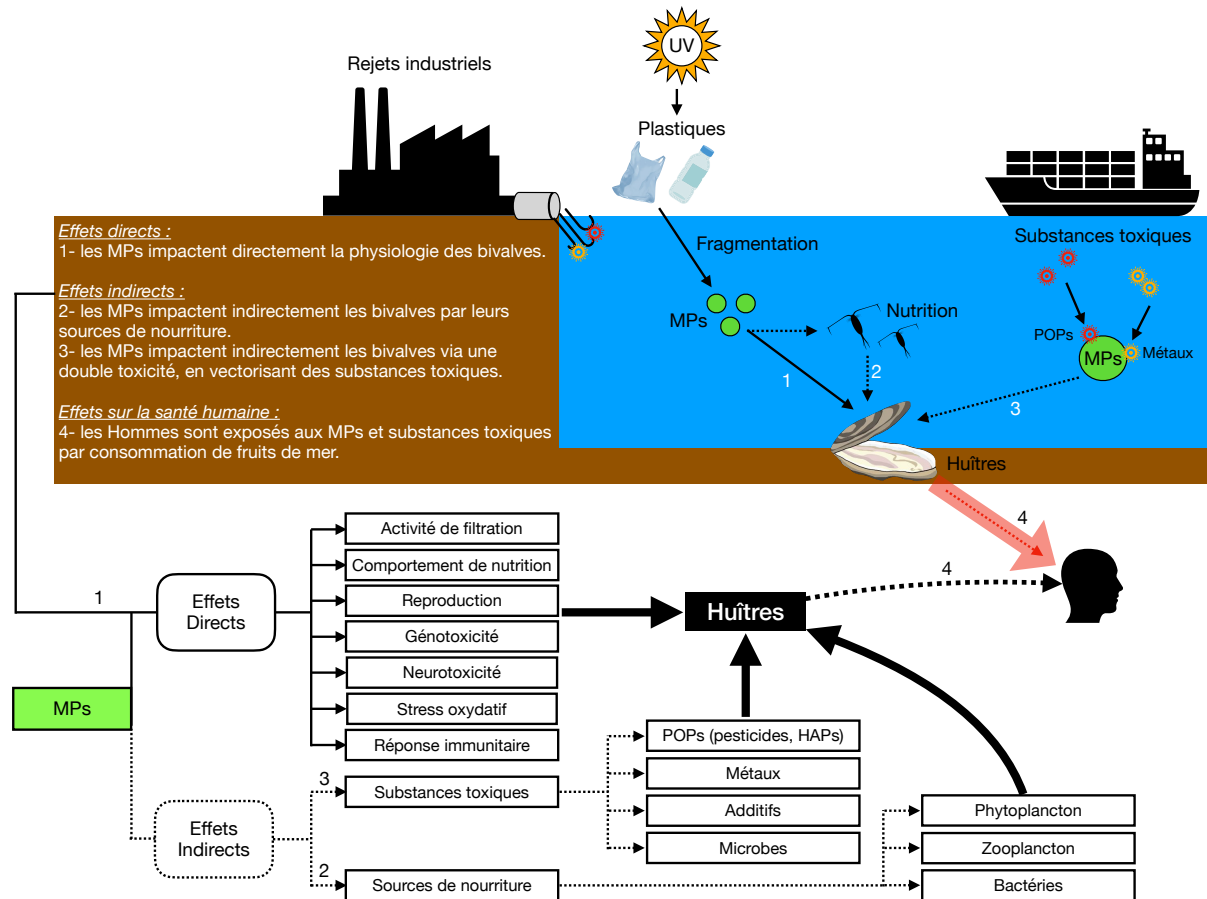 UV
Rejets industriels
Plastiques
Effets directs :
1- les MPs impactent directement la physiologie des bivalves.
Effets indirects :
2- les MPs impactent indirectement les bivalves par leurs
sources de nourriture.
3- les MPs impactent indirectement les bivalves via une
double toxicité, en vectorisant des substances toxiques.
Effets sur la santé humaine :
4- les Hommes sont exposés aux MPs et substances toxiques
par consommation de fruits de mer.
Fragmentation
MPs
Nutrition
1
2
Substances toxiques
POPs
MPs
Métaux
3
Huîtres
4
4
1
Effets
Directs
MPs
Activité de filtration
Comportement de nutrition
Reproduction
Génotoxicité
Neurotoxicité
Stress oxydatif
Réponse immunitaire
Huîtres
Effets
Indirects
3
Substances toxiques
2
Sources de nourriture
POPs (pesticides, HAPs)
Métaux
Additifs
Microbes
Phytoplancton
Zooplancton
Bactéries